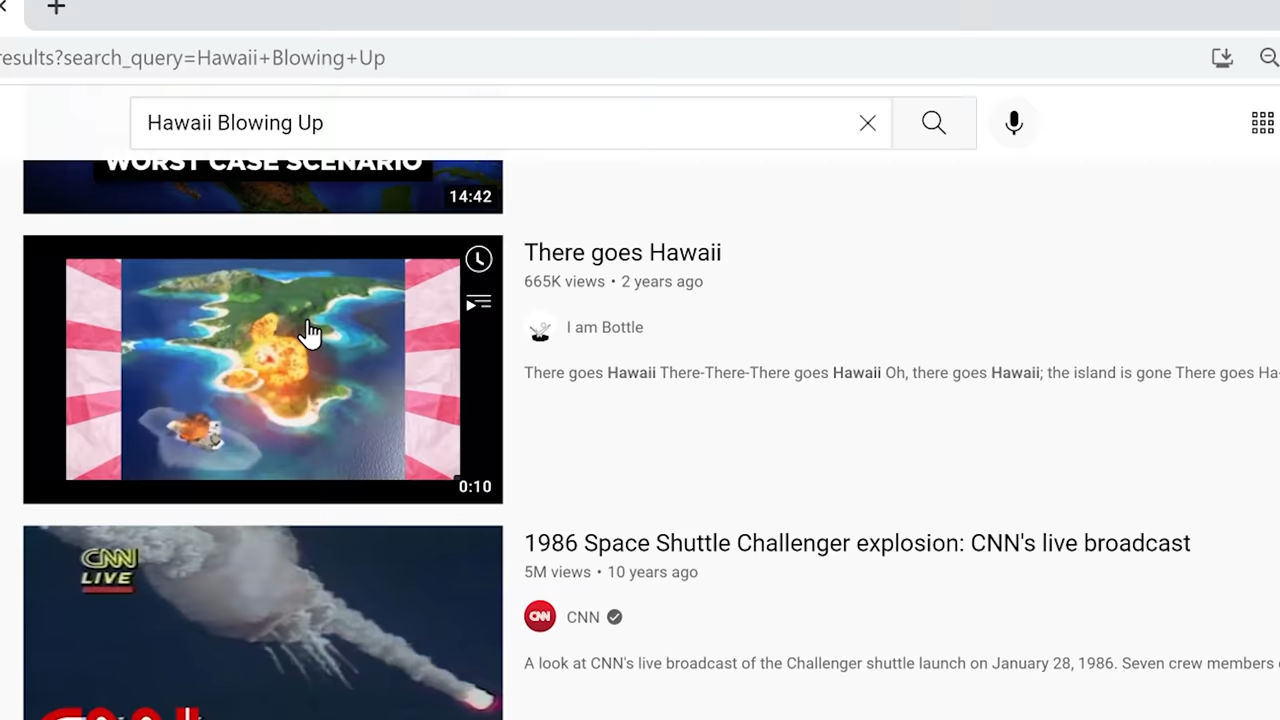 results?search_query=Hawaii+Blowing+Up
Hawaii Blowing Up
WORST CASE SCENARIO
14:42
There goes Hawaii
665K views • 2 years ago
I am Bottle
There goes Hawaii There-There-There goes Hawaii Oh, there goes Hawaii; the island is gone There goes Ha-
0:10
1986 Space Shuttle Challenger explosion: CNN's live broadcast
5M views • 10 years ago
CNN
LIVE
CNN
CNN
A look at CNN's live broadcast of the Challenger shuttle launch on January 28, 1986. Seven crew members